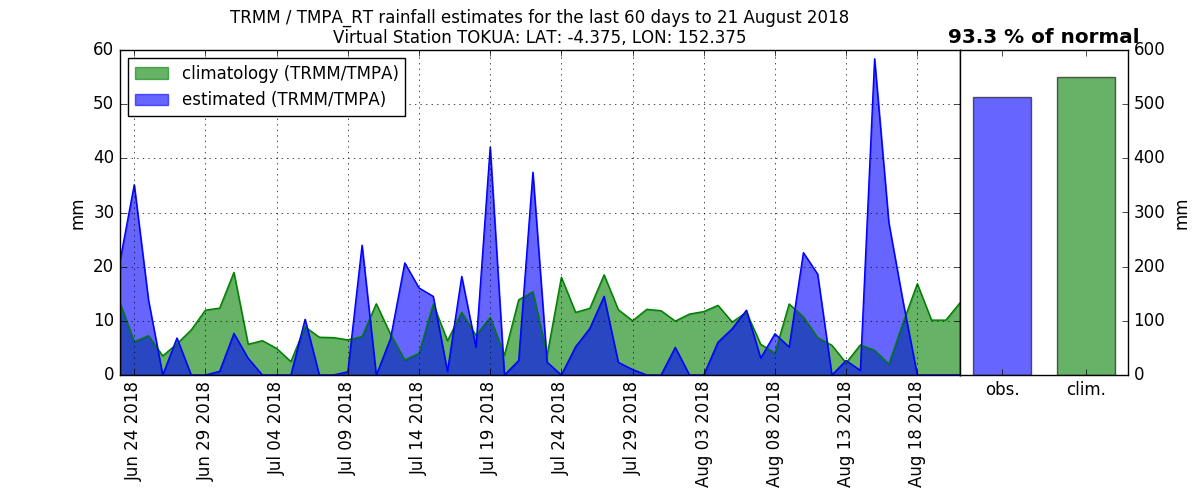 TRMM / TMPA_RT rainfall estimates for the last 60 days to 21 August 2018
Virtual Station TOKUA: LAT: -4.375, LON: 152.375
93.3 % of normal
climatology (TRMM/TMPA)
estimated (TRMM/TMPA)
60
50
40
30
20
10
0
mm
Jun 24 2018
Jun 29 2018
Jul 04 2018
Jul 09 2018
Jul 14 2018
Jul 19 2018
Jul 24 2018
Jul 29 2018
Aug 03 2018
Aug 08 2018
Aug 13 2018
Aug 18 2018
600
500
400
300
200
100
0
mm
obs.
clim.